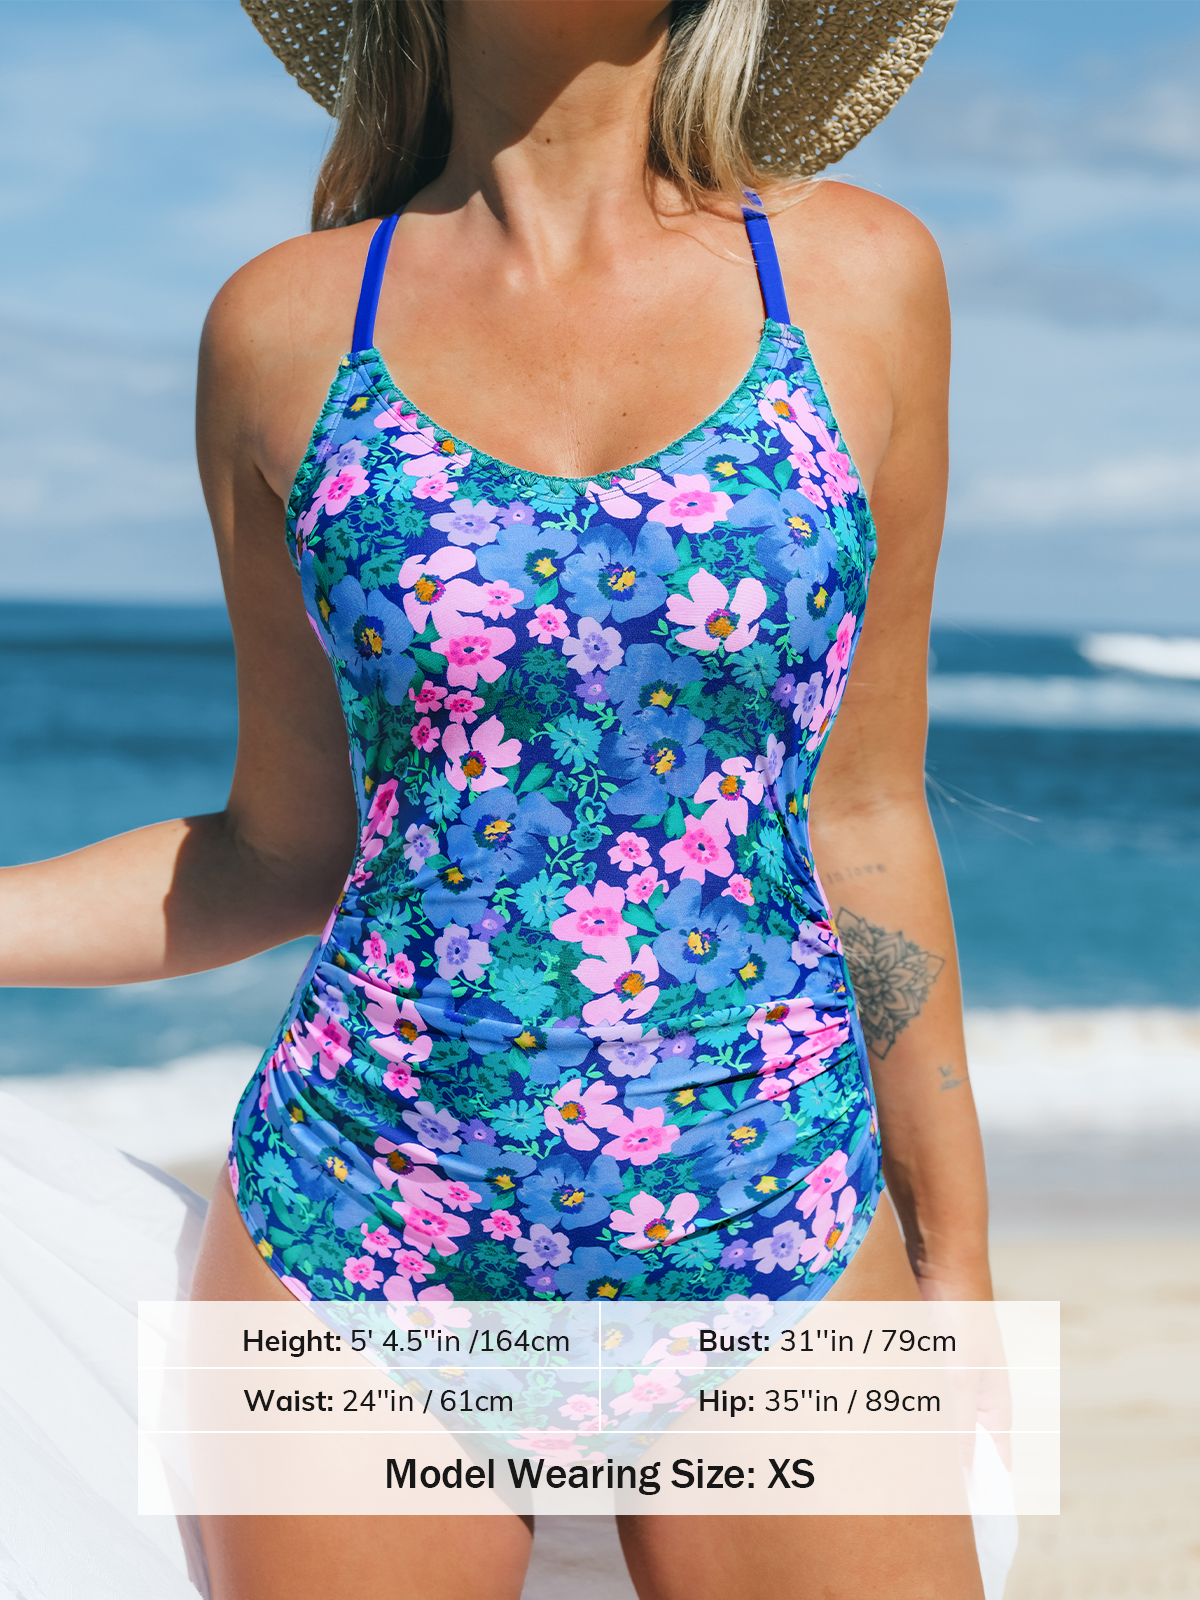 Height: 5' 4.5"in /164cm
Bust: 31"in / 79cm
Waist: 24"in / 61cm
Hip: 35"in / 89cm
Model Wearing Size: XS